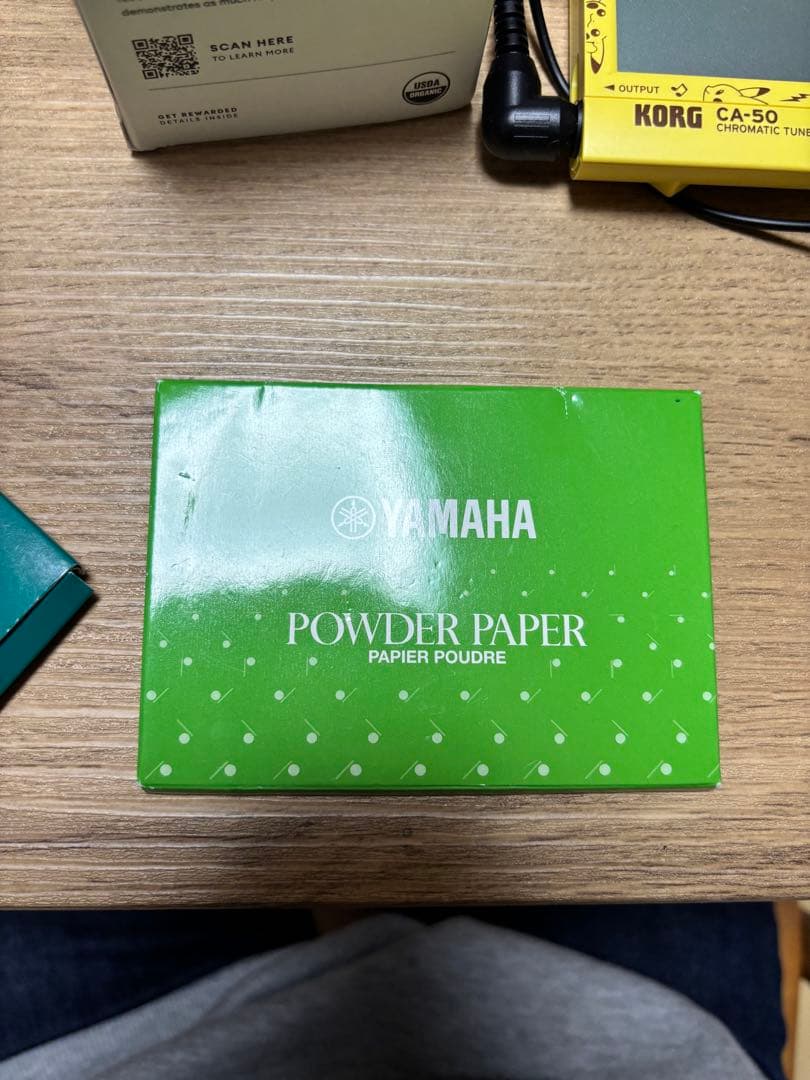 demonstrates as much
SCAN HERE
TO LEARN MORE
USDA
ORGANIC
GET REWARDED
DETAILS INSIDE
OUTPUT
KORG CA-50
CHROMATIC TUNE
YAMAHA
POWDER PAPER
PAPIER POUDRE